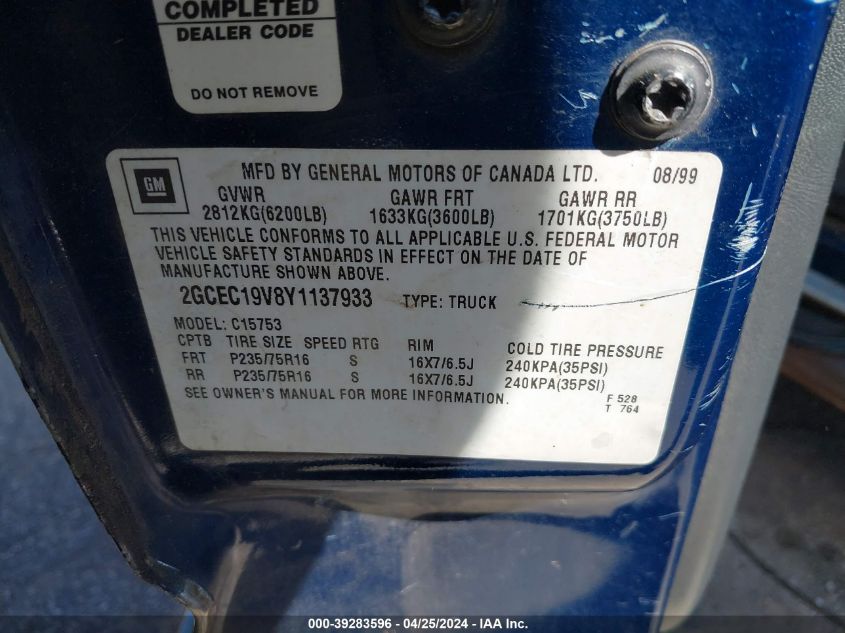 COMPLETED
DEALER CODE
DO NOT REMOVE
GM
MFD BY GENERAL MOTORS OF CANADA LTD. 08/99
GVWR GAWR FRT GAWR RR
2812KG(6200LB) 1633KG(3600LB) 1701KG(3750LB)
THIS VEHICLE CONFORMS TO ALL APPLICABLE U.S. FEDERAL MOTOR
VEHICLE SAFETY STANDARDS IN EFFECT ON THE DATE OF
MANUFACTURE SHOWN ABOVE.
2GCEC19V8Y1137933 TYPE: TRUCK
MODEL: C15753
CPTB TIRE SIZE SPEED RTG RIM COLD TIRE PRESSURE
FRT P235/75R16 S 16X7/6.5J 240KPA(35PSI)
RR P235/75R16 S 16X7/6.5J 240KPA(35PSI)
SEE OWNER'S MANUAL FOR MORE INFORMATION.
F 528
T 764
000-39283596 - 04/25/2024 - IAA Inc.